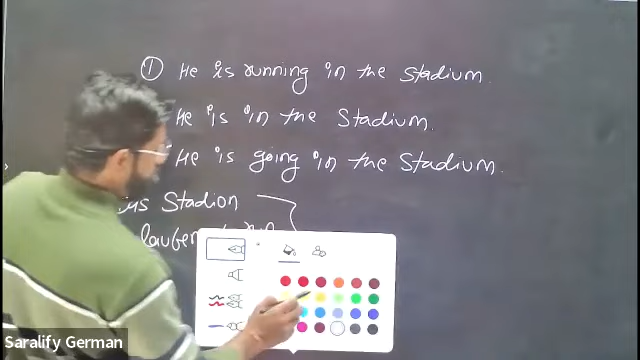 ① He is running in the Stadium.
He is in the Stadium.
He is going in the Stadium.
Stadion
laufen
Saralify German